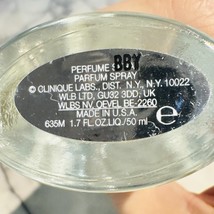 PERFUME BBY
PARFUM SPRAY
© CLINIQUE LABS., DIST. N.Y., N.Y. 10022
WLB LTD, GU32 3DD, UK
WLBS NV, OEVEL BE-2260
MADE IN U.S.A.
635M 1.7 FL.OZ.LIQ./50 ml e